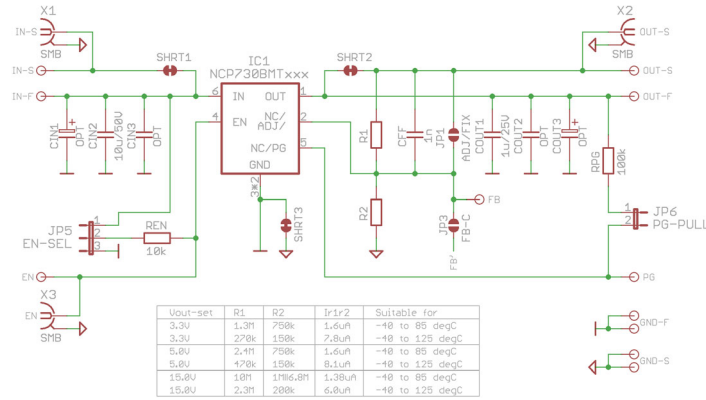 X1
IN-S
SMB
X2
OUT-S
SMB
SHRT1
IC1
NCP730BMTxxx
SHRT2
IN-S
OUT-S
IN-F
6
IN
OUT
1
OUT-F
4
EN
NC/
ADJ/
2
NC/PG
5
GND
3*2
CIN1
+
OPT
CIN2
10u/50V
CIN3
OPT
R1
CFF
1n
JP1
ADJ/FIX
COUT1
1u/25V
COUT2
OPT
COUT3
+
OPT
RPG
100k
R2
FB
JP3
FB-C
FB'
SHRT3
JP5
EN-SEL
1
2
3
REN
10k
1
2
JP6
PG-PULl
EN
PG
X3
EN
SMB
GND-F
GND-S
Vout-set R1 R2 Ir1r2 Suitable for
3.3V 1.3M 750k 1.6uA -40 to 85 degC
3.3V 270k 150k 7.8uA -40 to 125 degC
5.0V 2.4M 750k 1.6uA -40 to 85 degC
5.0V 470k 150k 8.1uA -40 to 125 degC
15.0V 10M 1MII6.8M 1.38uA -40 to 85 degC
15.0V 2.3M 200k 6.0uA -40 to 125 degC